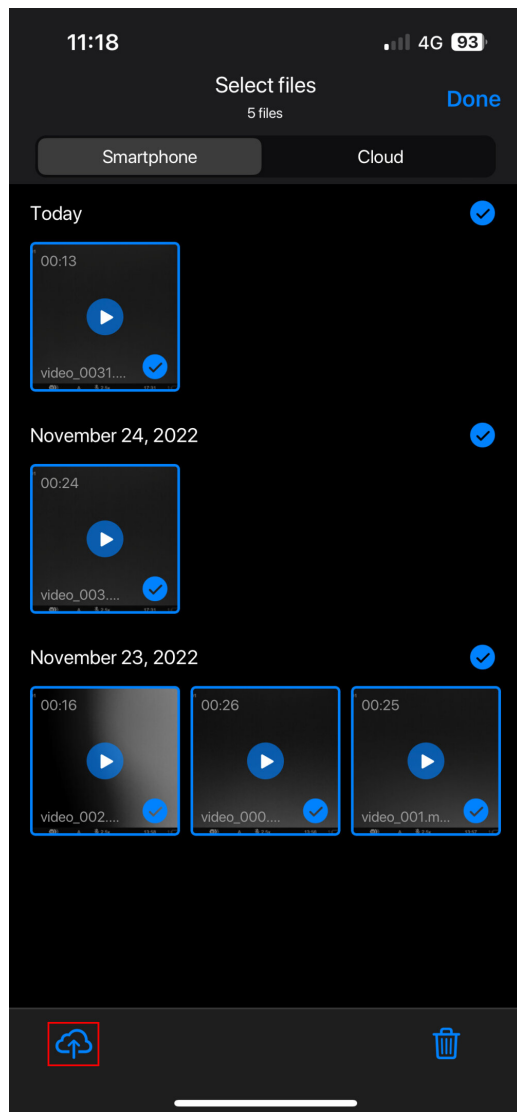 11:18
4G 93
Select files
5 files
Done
Smartphone
Cloud
Today
00:13
video_0031....
November 24, 2022
00:24
video_003....
November 23, 2022
00:16
00:26
00:25
video_002....
video_000....
video_001.m...